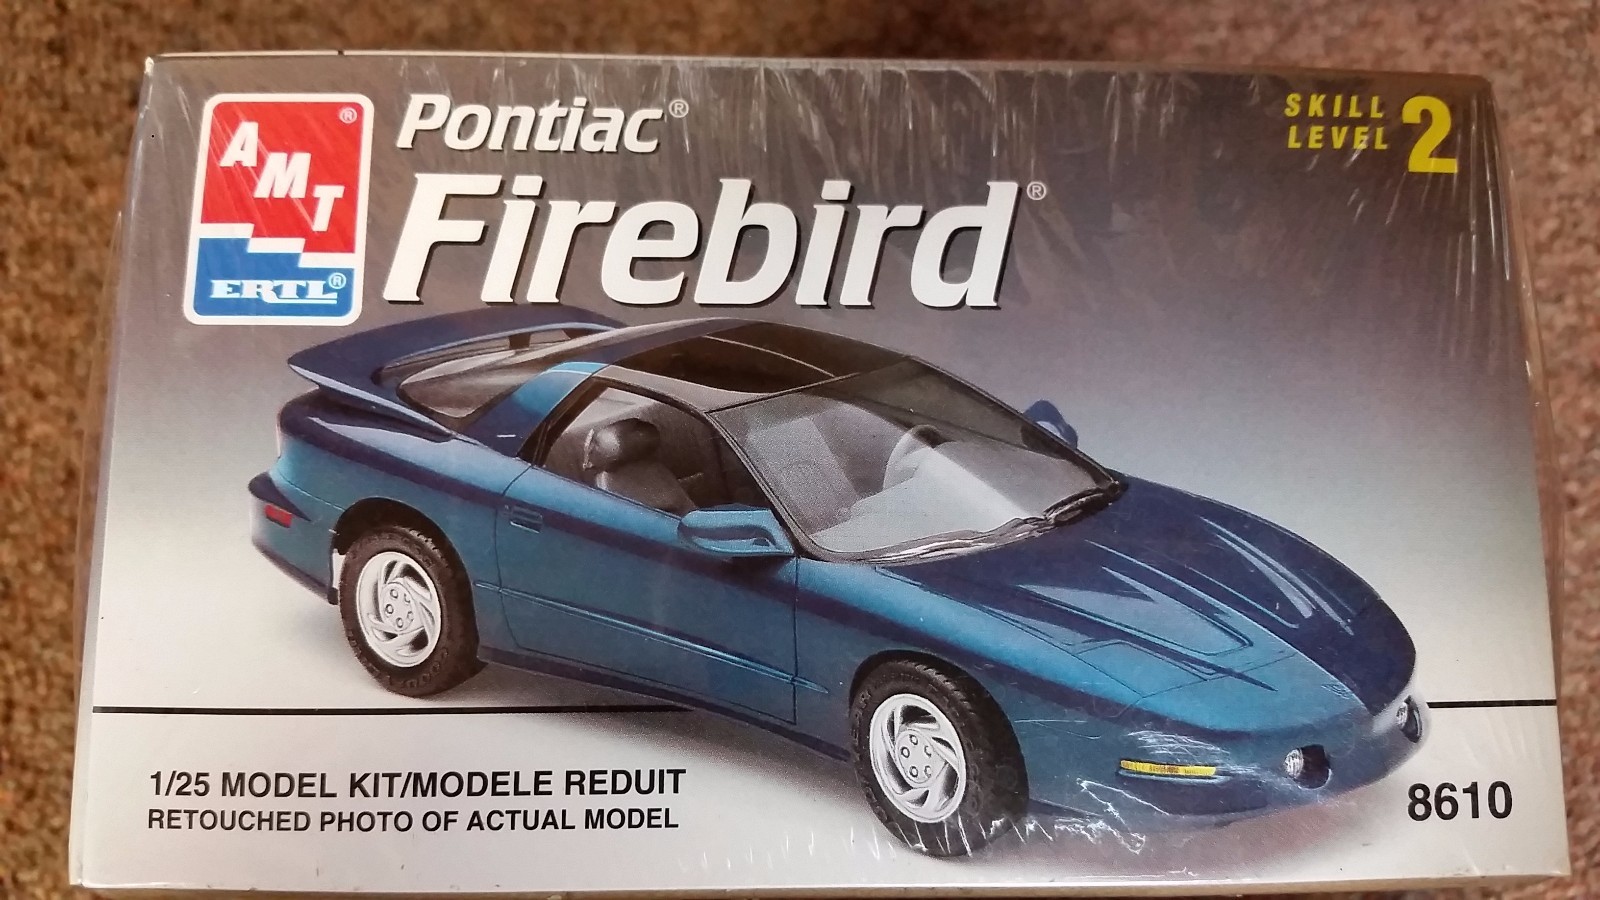 AMT®
ERTL®
Pontiac®
Firebird®
SKILL
LEVEL 2
1/25 MODEL KIT/MODELE REDUIT
RETOUCHED PHOTO OF ACTUAL MODEL
8610